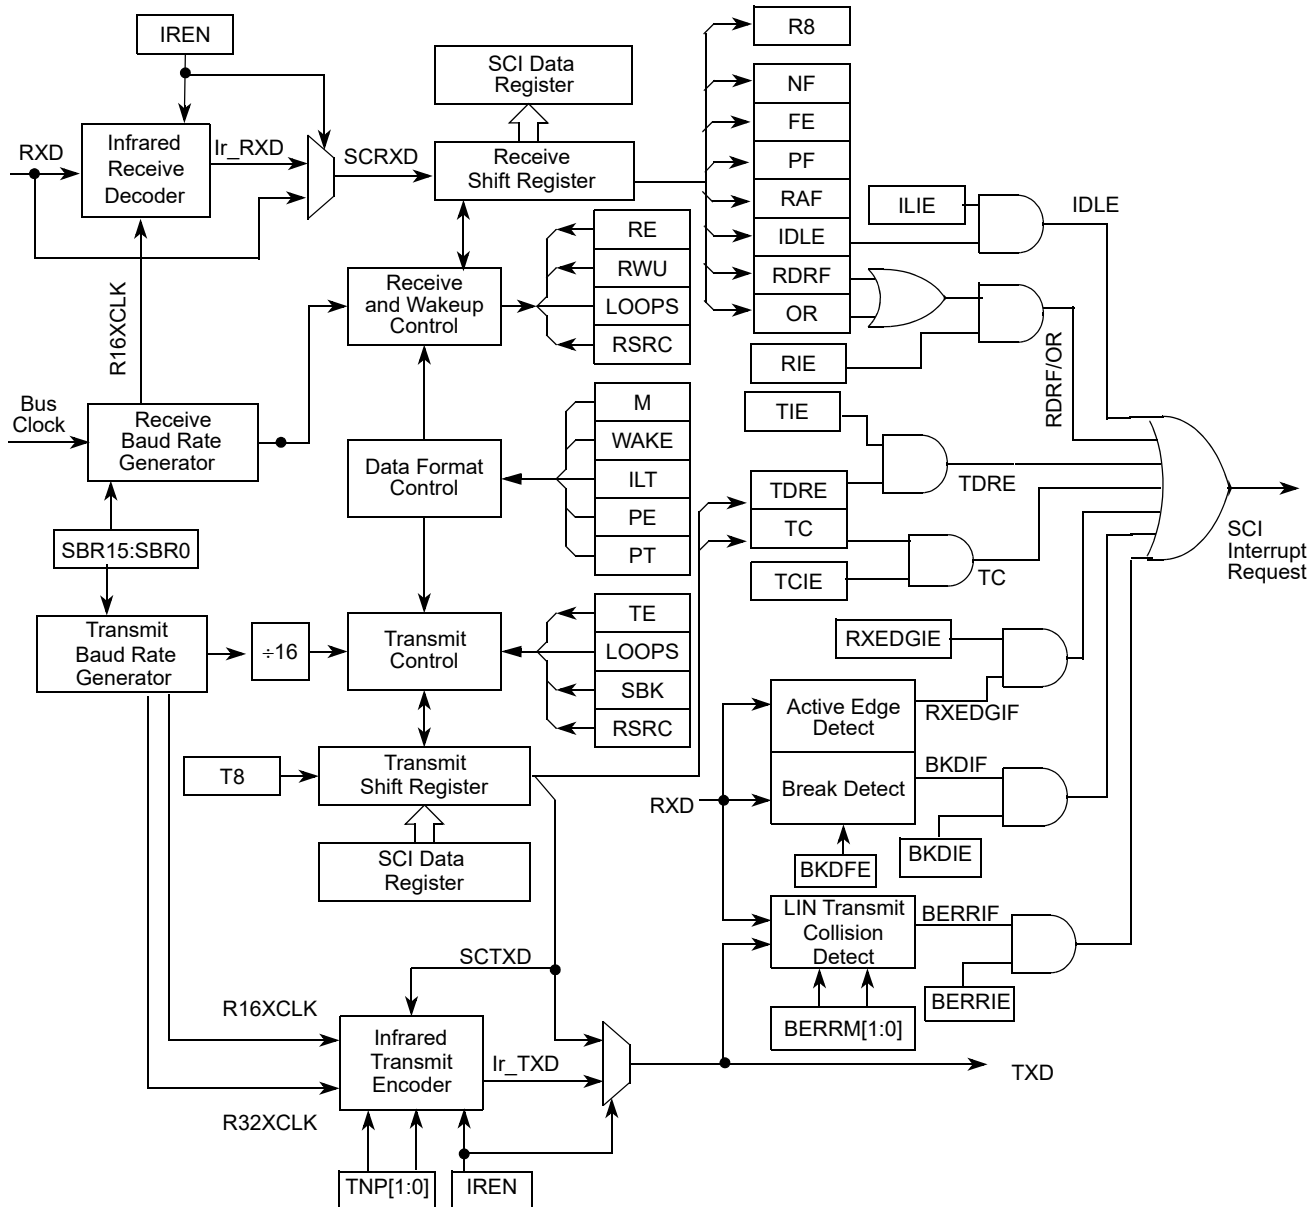 IREN
R8
SCI Data
Register
NF
FE
PF
RAF
IDLE
RDRF
OR
RXD
Infrared
Receive
Decoder
Ir_RXD
SCRXD
Receive
Shift Register
ILIE
IDLE
RE
RWU
LOOPS
RSRC
Receive
and Wakeup
Control
R16XCLK
RIE
RDRF/OR
Bus
Clock
Receive
Baud Rate
Generator
M
WAKE
ILT
PE
PT
TIE
Data Format
Control
TDRE
TC
TDRE
TCIE
TC
SCI
Interrupt
Request
SBR15:SBR0
Transmit
Baud Rate
Generator
÷16
Transmit
Control
TE
LOOPS
SBK
RSRC
RXEDGIE
Active Edge
Detect
RXEDGIF
T8
Transmit
Shift Register
RXD
Break Detect
BKDIF
SCI Data
Register
BKDFE
BKDIE
LIN Transmit
Collision
Detect
BERRIF
SCTXD
BERRIE
R16XCLK
Infrared
Transmit
Encoder
Ir_TXD
BERRM[1:0]
TXD
R32XCLK
TNP[1:0]
IREN